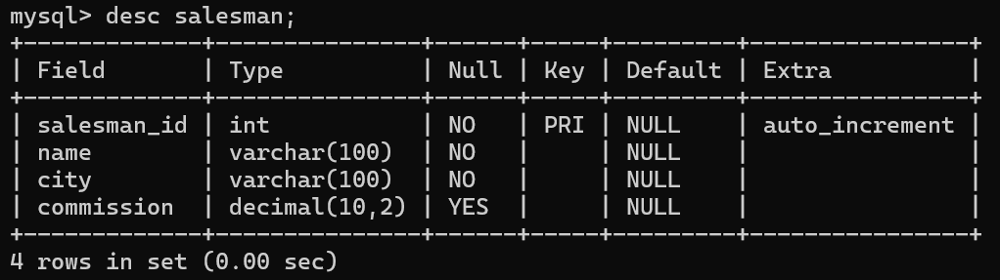 mysql> desc salesman;
+-------------+---------------+------+-----+---------+----------------+
| Field       | Type          | Null | Key | Default | Extra          |
+-------------+---------------+------+-----+---------+----------------+
| salesman_id | int           | NO   | PRI | NULL    | auto_increment |
| name        | varchar(100)  | NO   |     | NULL    |                |
| city        | varchar(100)  | NO   |     | NULL    |                |
| commission  | decimal(10,2) | YES  |     | NULL    |                |
+-------------+---------------+------+-----+---------+----------------+
4 rows in set (0.00 sec)